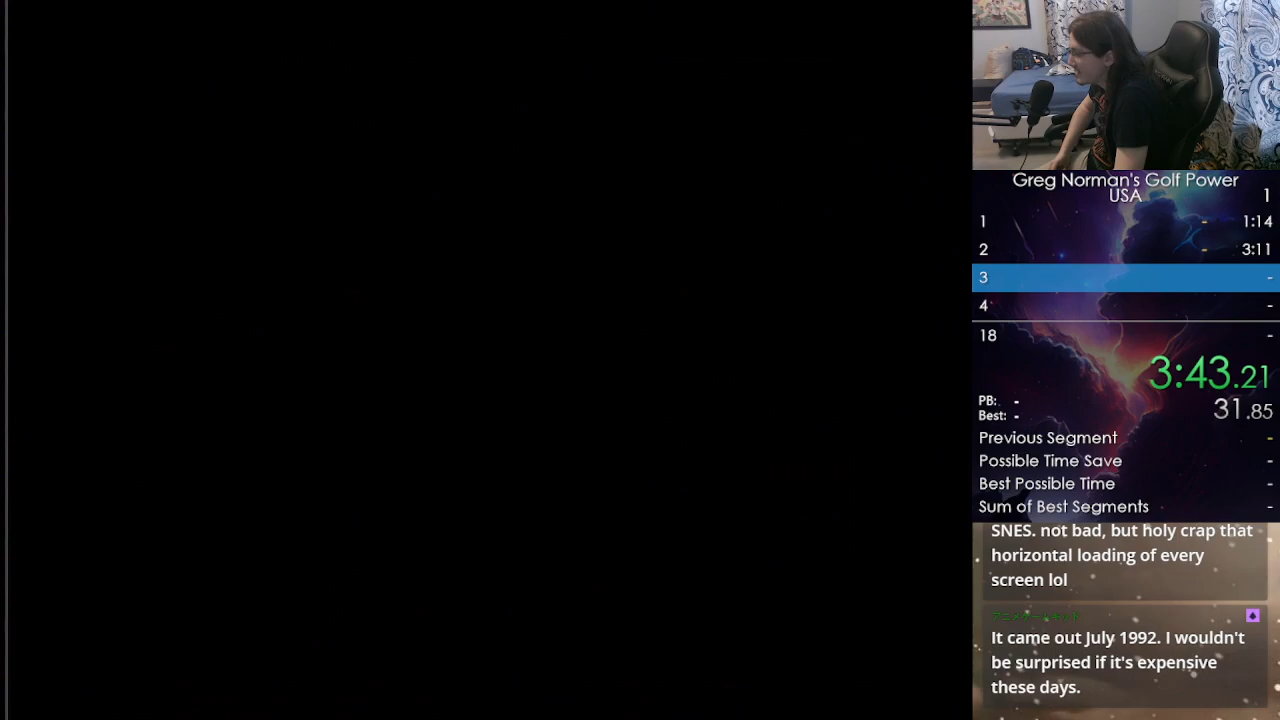 Greg Norman's Golf Power
USA 1
1 - 1:14
2 - 3:11
3 -
4 -
18 -
3:43.21
PB: -
31.85
Best: -
Previous Segment -
Possible Time Save -
Best Possible Time -
Sum of Best Segments -
SNES. not bad, but holy crap that
horizontal loading of every
screen lol
It came out July 1992. I wouldn't
be surprised if it's expensive
these days.